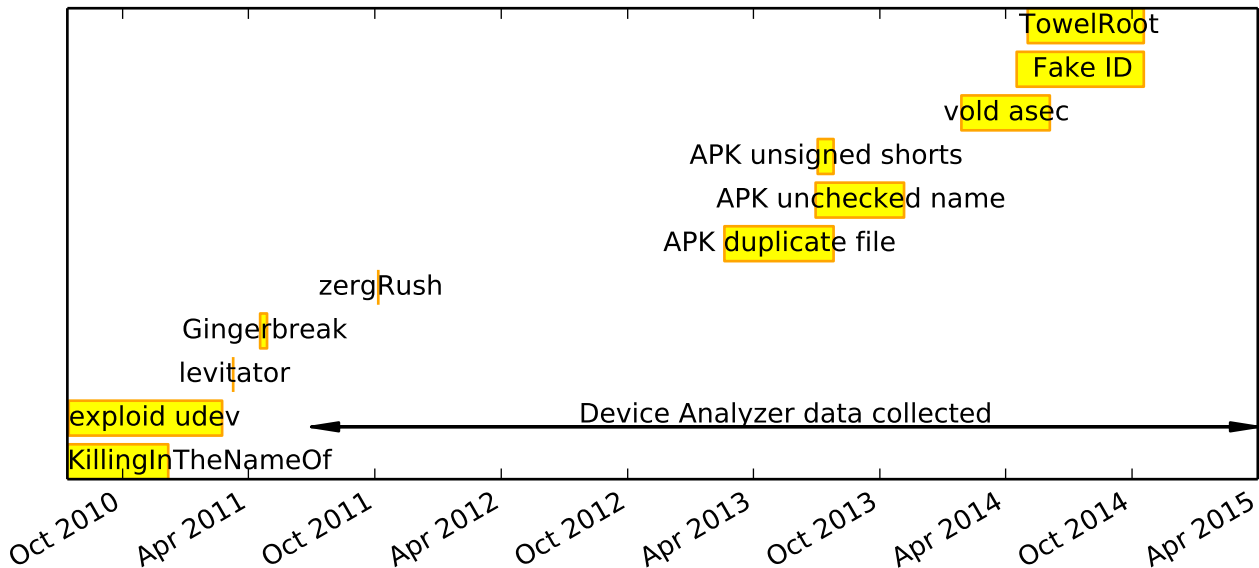 TowelRoot
Fake ID
vold asec
APK unsigned shorts
APK unchecked name
APK duplicate file
zergRush
Gingerbreak
levitator
exploid udev
Device Analyzer data collected
KillingInTheNameOf
Oct 2010
Apr 2011
Oct 2011
Apr 2012
Oct 2012
Apr 2013
Oct 2013
Apr 2014
Oct 2014
Apr 2015